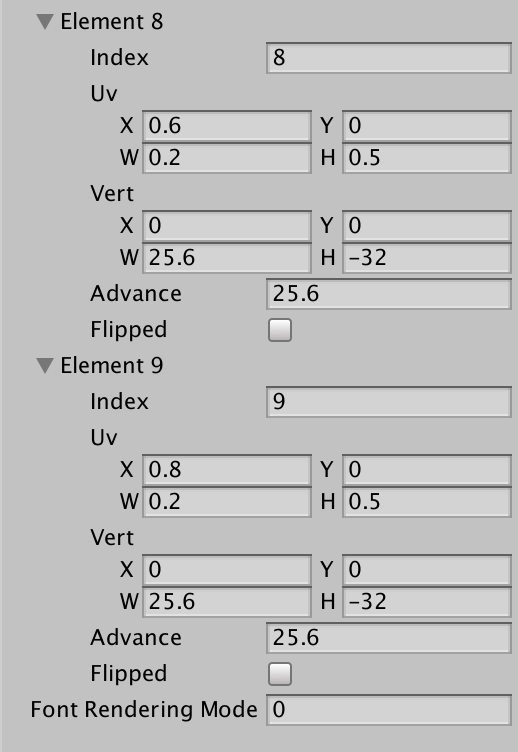 Element 8
Index 8
Uv
X 0.6 Y 0
W 0.2 H 0.5
Vert
X 0 Y 0
W 25.6 H -32
Advance 25.6
Flipped
Element 9
Index 9
Uv
X 0.8 Y 0
W 0.2 H 0.5
Vert
X 0 Y 0
W 25.6 H -32
Advance 25.6
Flipped
Font Rendering Mode 0